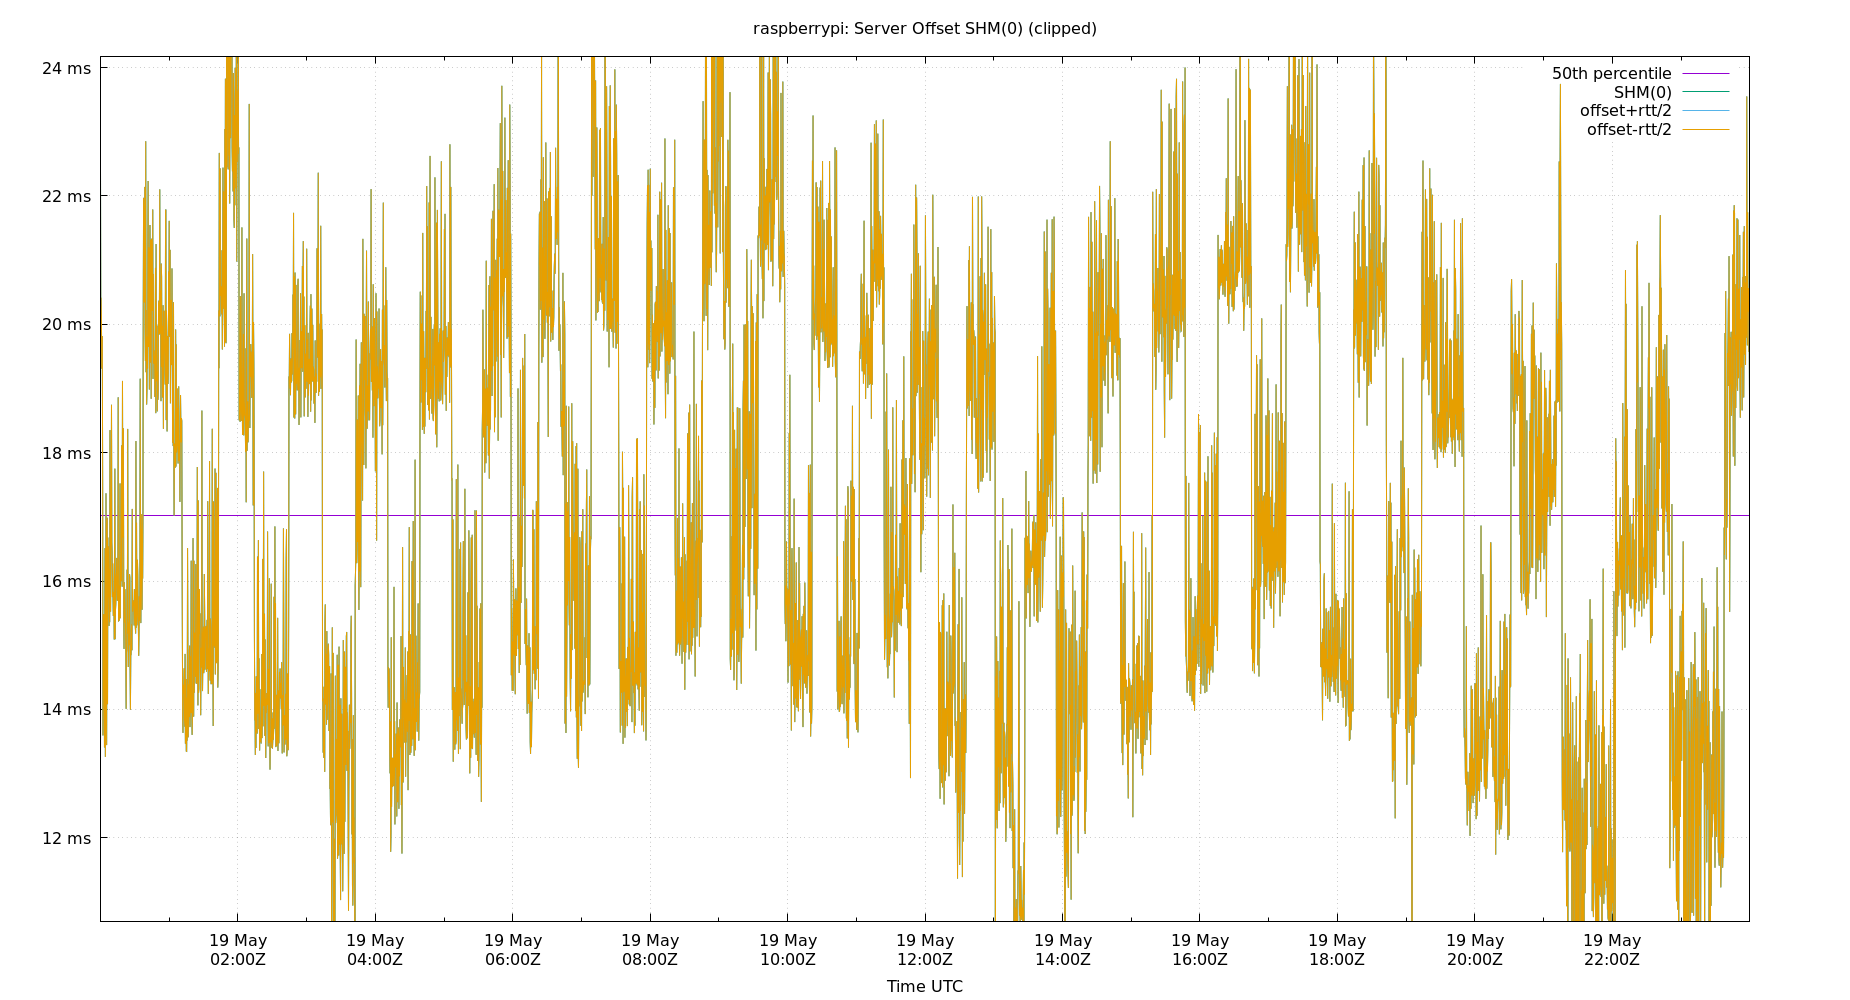 raspberrypi: Server Offset SHM(0) (clipped)
24 ms
22 ms
20 ms
18 ms
16 ms
14 ms
12 ms
50th percentile
SHM(0)
offset+rtt/2
offset-rtt/2
19 May 19 May 19 May 19 May 19 May 19 May 19 May 19 May 19 May 19 May 19 May
02:00Z 04:00Z 06:00Z 08:00Z 10:00Z 12:00Z 14:00Z 16:00Z 18:00Z 20:00Z 22:00Z
Time UTC